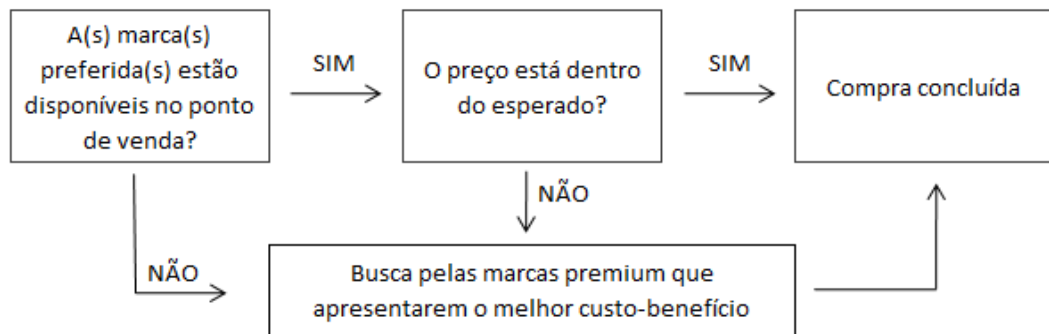 A(s) marca(s)
preferida(s) estão
disponíveis no ponto
de venda?
SIM
O preço está dentro
do esperado?
SIM
Compra concluída
NÃO
NÃO
Busca pelas marcas premium que
apresentarem o melhor custo-benefício